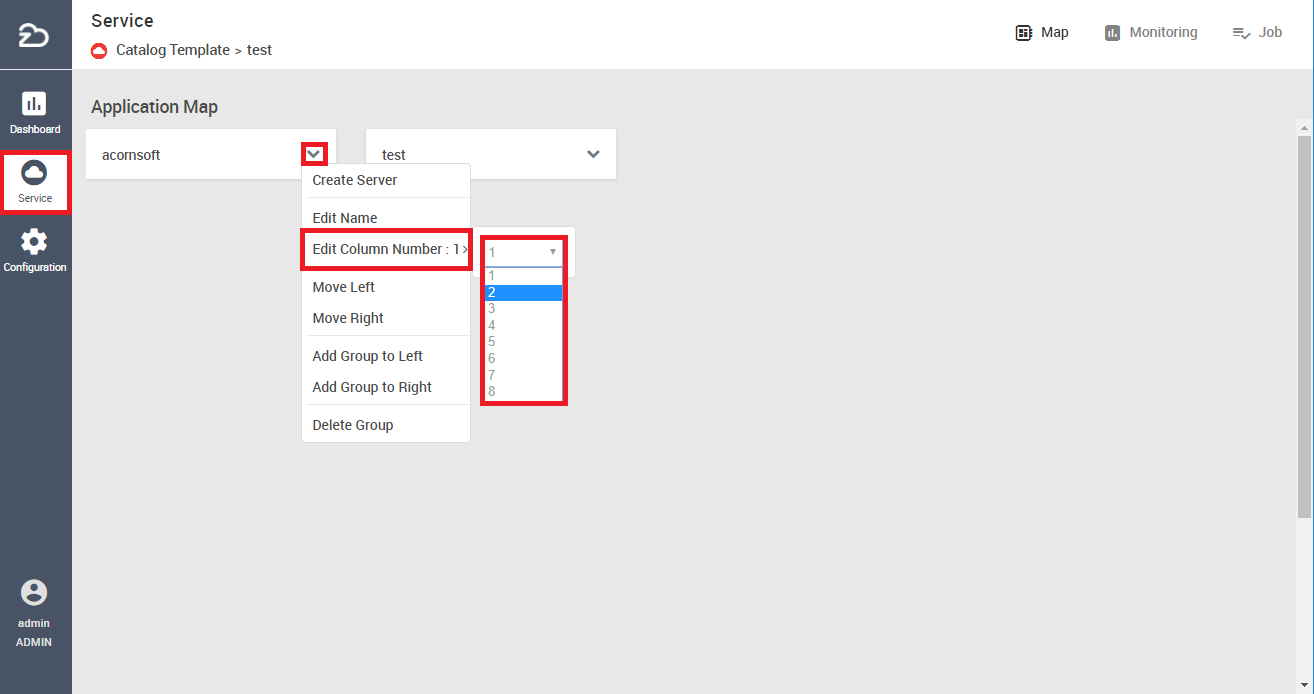 Service
Catalog Template > test
Map
Monitoring
Job
Dashboard
Service
Configuration
admin
ADMIN
Application Map
acornsoft
test
Create Server
Edit Name
Edit Column Number : 1 >
Move Left
Move Right
Add Group to Left
Add Group to Right
Delete Group
1
1
2
3
4
5
6
7
8